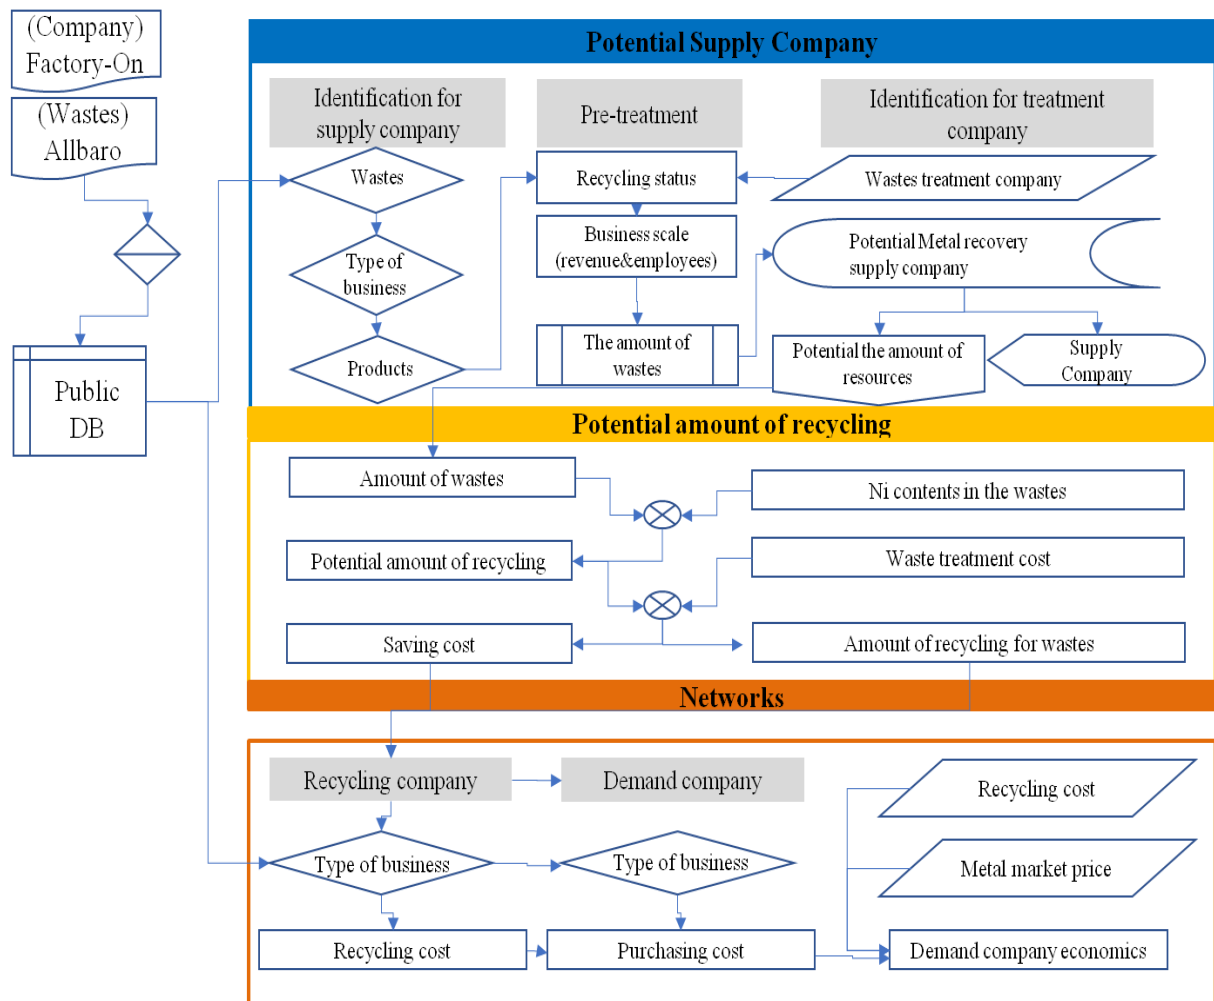 (Company)
Factory-On
(Wastes)
Allbaro
Public
DB
Potential Supply Company
Identification for
supply company
Pre-treatment
Identification for treatment
company
Wastes
Recycling status
Wastes treatment company
Type of
business
Business scale
(revenue&employees)
Potential Metal recovery
supply company
Products
The amount of
wastes
Potential the amount of
resources
Supply
Company
Potential amount of recycling
Amount of wastes
Ni contents in the wastes
Potential amount of recycling
Waste treatment cost
Saving cost
Amount of recycling for wastes
Networks
Recycling company
Demand company
Recycling cost
Type of business
Type of business
Metal market price
Recycling cost
Purchasing cost
Demand company economics